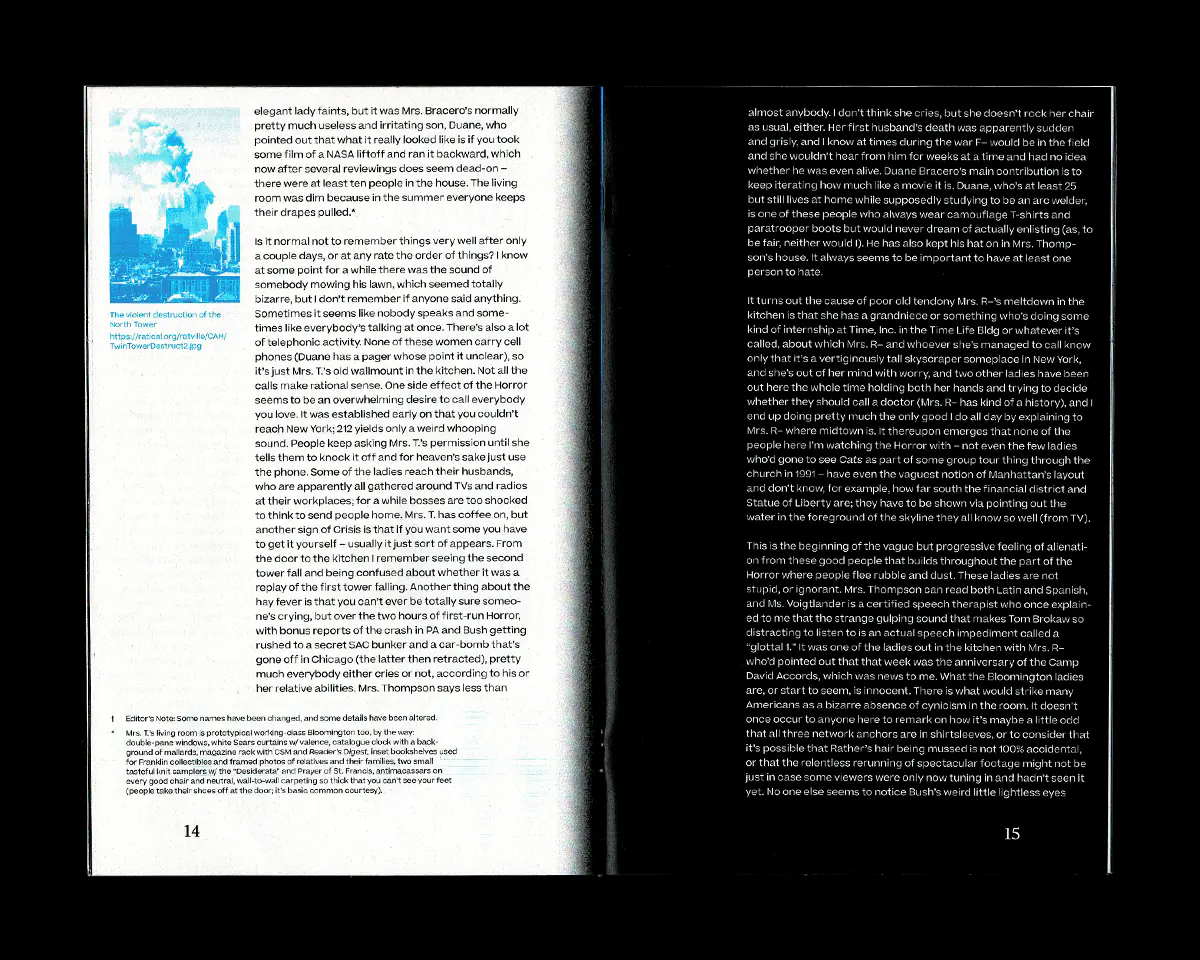 elegant lady faints, but it was Mrs. Bracero's normally
pretty much useless and irritating son, Duane, who
pointed out that what it really looked like is if you took
some film of a NASA liftoff and ran it backward, which
now after several reviewings does seem dead-on –
there were at least ten people in the house. The living
room was dim because in the summer everyone keeps
their drapes pulled.*
Is it normal not to remember things very well after only
a couple days, or at any rate the order of things? I know
at some point for a while there was the sound of
somebody mowing his lawn, which seemed totally
bizarre, but I don't remember if anyone said anything.
Sometimes it seems like nobody speaks and some-
times like everybody's talking at once. There's also a lot
of telephonic activity. None of these women carry cell
phones (Duane has a pager whose point it unclear), so
it's just Mrs. T.'s old wallmount in the kitchen. Not all the
calls make rational sense. One side effect of the Horror
seems to be an overwhelming desire to call everybody
you love. It was established early on that you couldn't
reach New York; 212 yields only a weird whooping
sound. People keep asking Mrs. T.'s permission until she
tells them to knock it off and for heaven's sake just use
the phone. Some of the ladies reach their husbands,
who are apparently all gathered around TVs and radios
at their workplaces; for a while bosses are too shocked
to think to send people home. Mrs. T. has coffee on, but
another sign of Crisis is that if you want some you have
to get it yourself – usually it just sort of appears. From
the door to the kitchen I remember seeing the second
tower fall and being confused about whether it was a
replay of the first tower falling. Another thing about the
hay fever is that you can't ever be totally sure someo-
ne's crying, but over the two hours of first-run Horror,
with bonus reports of the crash in PA and Bush getting
rushed to a secret SAC bunker and a car-bomb that's
gone off in Chicago (the latter then retracted), pretty
much everybody either cries or not, according to his or
her relative abilities. Mrs. Thompson says less than
The violent destruction of the
North Tower
https://ratical.org/ratville/CAH/
TwinTowerDestruct2.jpg
† Editor's Note: Some names have been changed, and some details have been altered.
* Mrs. T.'s living room is prototypical working-class Bloomington too, by the way:
double-pane windows, white Sears curtains w/ valence, catalogue clock with a back-
ground of mallards, magazine rack with CSM and Reader's Digest, inset bookshelves used
for Franklin collectibles and framed photos of relatives and their families, two small
tasteful knit samplers w/ the "Desiderata" and Prayer of St. Francis, antimacassars on
every good chair and neutral, wall-to-wall carpeting so thick that you can't see your feet
(people take their shoes off at the door; it's basic common courtesy).
14
almost anybody. I don't think she cries, but she doesn't rock her chair
as usual, either. Her first husband's death was apparently sudden
and grisly, and I know at times during the war F– would be in the field
and she wouldn't hear from him for weeks at a time and had no idea
whether he was even alive. Duane Bracero's main contribution is to
keep iterating how much like a movie it is. Duane, who's at least 25
but still lives at home while supposedly studying to be an arc welder,
is one of these people who always wear camouflage T-shirts and
paratrooper boots but would never dream of actually enlisting (as, to
be fair, neither would I). He has also kept his hat on in Mrs. Thomp-
son's house. It always seems to be important to have at least one
person to hate.
It turns out the cause of poor old tendony Mrs. R–'s meltdown in the
kitchen is that she has a grandniece or something who's doing some
kind of internship at Time, Inc. in the Time Life Bldg or whatever it's
called, about which Mrs. R– and whoever she's managed to call know
only that it's a vertiginously tall skyscraper someplace in New York,
and she's out of her mind with worry, and two other ladies have been
out here the whole time holding both her hands and trying to decide
whether they should call a doctor (Mrs. R– has kind of a history), and I
end up doing pretty much the only good I do all day by explaining to
Mrs. R– where midtown is. It thereupon emerges that none of the
people here I'm watching the Horror with – not even the few ladies
who'd gone to see Cats as part of some group tour thing through the
church in 1991 – have even the vaguest notion of Manhattan's layout
and don't know, for example, how far south the financial district and
Statue of Liberty are; they have to be shown via pointing out the
water in the foreground of the skyline they all know so well (from TV).
This is the beginning of the vague but progressive feeling of alienati-
on from these good people that builds throughout the part of the
Horror where people flee rubble and dust. These ladies are not
stupid, or ignorant. Mrs. Thompson can read both Latin and Spanish,
and Ms. Voigtlander is a certified speech therapist who once explain-
ed to me that the strange gulping sound that makes Tom Brokaw so
distracting to listen to is an actual speech impediment called a
"glottal 1." It was one of the ladies out in the kitchen with Mrs. R–
who'd pointed out that that week was the anniversary of the Camp
David Accords, which was news to me. What the Bloomington ladies
are, or start to seem, is innocent. There is what would strike many
Americans as a bizarre absence of cynicism in the room. It doesn't
once occur to anyone here to remark on how it's maybe a little odd
that all three network anchors are in shirtsleeves, or to consider that
it's possible that Rather's hair being mussed is not 100% accidental,
or that the relentless rerunning of spectacular footage might not be
just in case some viewers were only now tuning in and hadn't seen it
yet. No one else seems to notice Bush's weird little lightless eyes
15